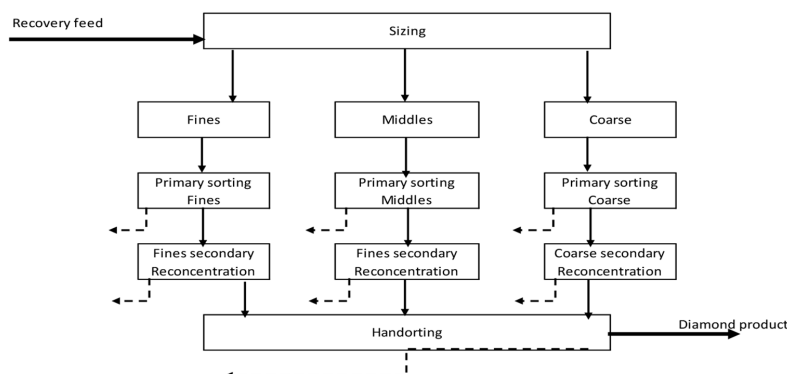 Recovery feed
Sizing
Fines
Middles
Coarse
Primary sorting
Fines
Primary sorting
Middles
Primary sorting
Coarse
Fines secondary
Reconcentration
Fines secondary
Reconcentration
Coarse secondary
Reconcentration
Handorting
Diamond product